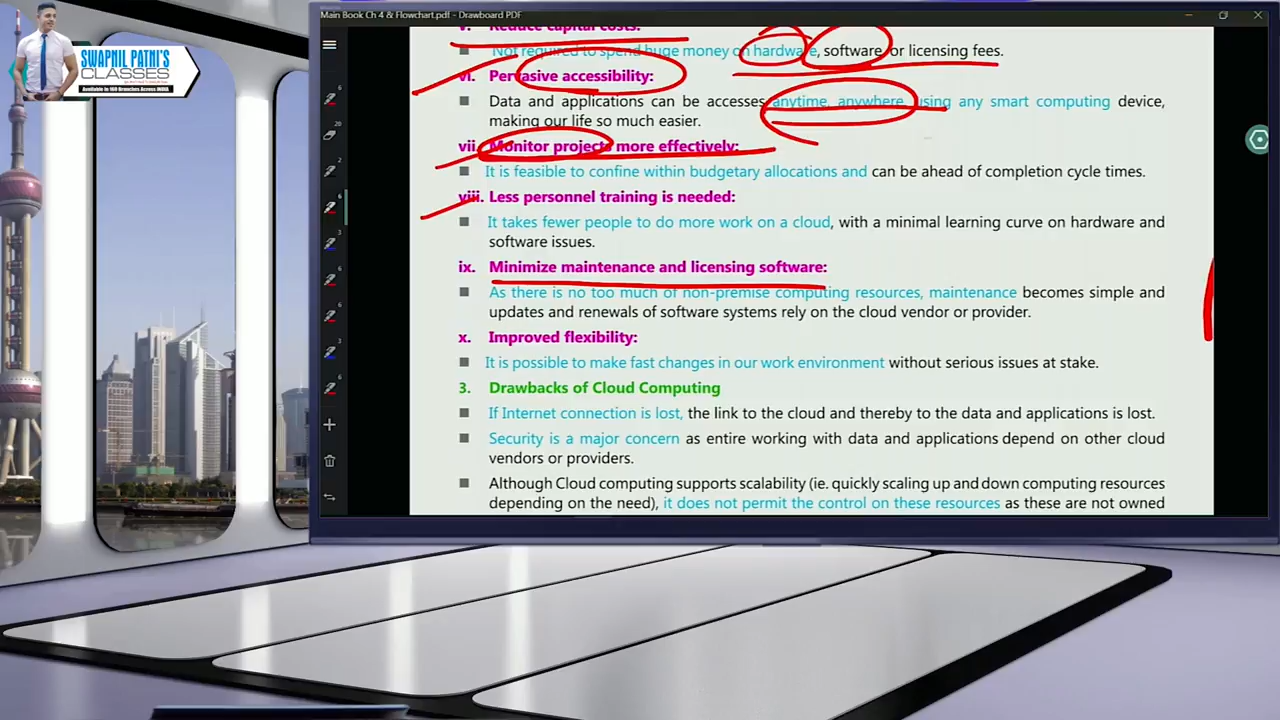 Main Book Ch 4 & Flowchart.pdf - Drawboard PDF
SWAPNIL PATNI'S
CLASSES
Available in 160 Branches Across INDIA
v. Reduce capital costs:
Not required to spend huge money on hardware, software, or licensing fees.
vi. Pervasive accessibility:
Data and applications can be accesses anytime, anywhere, using any smart computing device,
making our life so much easier.
vii. Monitor projects more effectively:
It is feasible to confine within budgetary allocations and can be ahead of completion cycle times.
viii. Less personnel training is needed:
It takes fewer people to do more work on a cloud, with a minimal learning curve on hardware and
software issues.
ix. Minimize maintenance and licensing software:
As there is no too much of non-premise computing resources, maintenance becomes simple and
updates and renewals of software systems rely on the cloud vendor or provider.
x. Improved flexibility:
It is possible to make fast changes in our work environment without serious issues at stake.
3. Drawbacks of Cloud Computing
If Internet connection is lost, the link to the cloud and thereby to the data and applications is lost.
Security is a major concern as entire working with data and applications depend on other cloud
vendors or providers.
Although Cloud computing supports scalability (ie. quickly scaling up and down computing resources
depending on the need), it does not permit the control on these resources as these are not owned